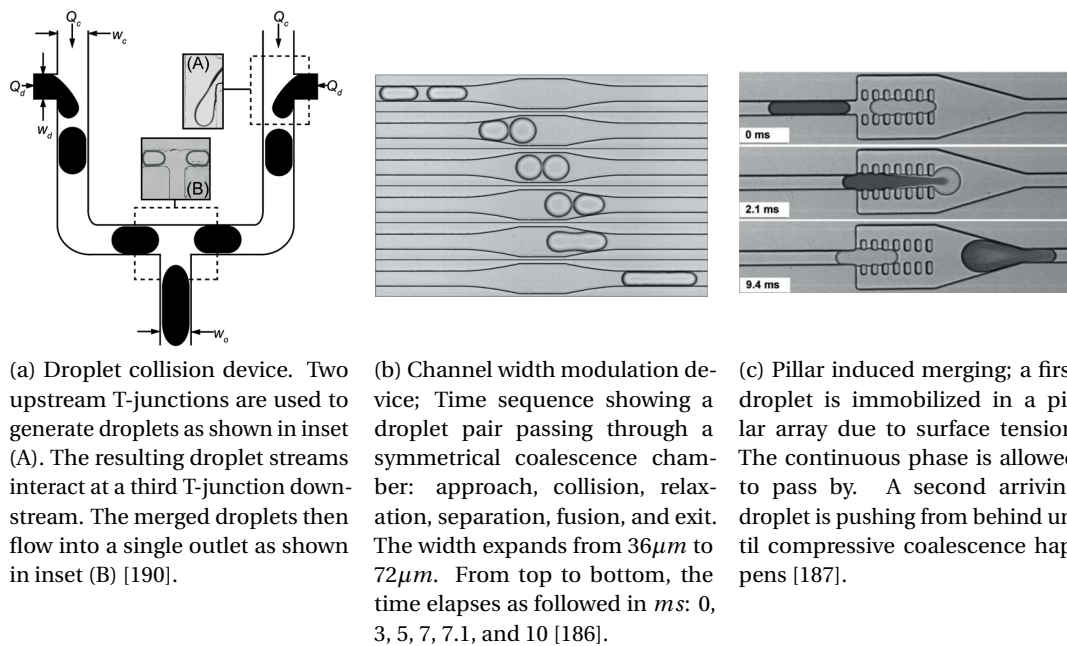 Q_c
Q_c
w_c
(A)
Q_d
Q_d
w_d
(B)
w_o
0 ms
2.1 ms
9.4 ms
(a) Droplet collision device. Two
upstream T-junctions are used to
generate droplets as shown in inset
(A). The resulting droplet streams
interact at a third T-junction down-
stream. The merged droplets then
flow into a single outlet as shown
in inset (B) [190].
(b) Channel width modulation de-
vice; Time sequence showing a
droplet pair passing through a
symmetrical coalescence cham-
ber: approach, collision, relax-
ation, separation, fusion, and exit.
The width expands from 36μm to
72μm. From top to bottom, the
time elapses as followed in ms: 0,
3, 5, 7, 7.1, and 10 [186].
(c) Pillar induced merging; a firs
droplet is immobilized in a pi
lar array due to surface tension
The continuous phase is allowed
to pass by. A second arrivin
droplet is pushing from behind un
til compressive coalescence hap
pens [187].